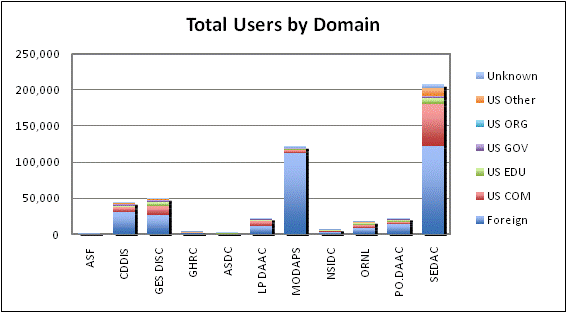 Total Users by Domain
250,000
200,000
150,000
100,000
50,000
0
ASF
CDDIS
GES DISC
GHRC
ASDC
LP DAAC
MODAPS
NSIDC
ORNL
PO.DAAC
SEDAC
Unknown
US Other
US ORG
US GOV
US EDU
US COM
Foreign